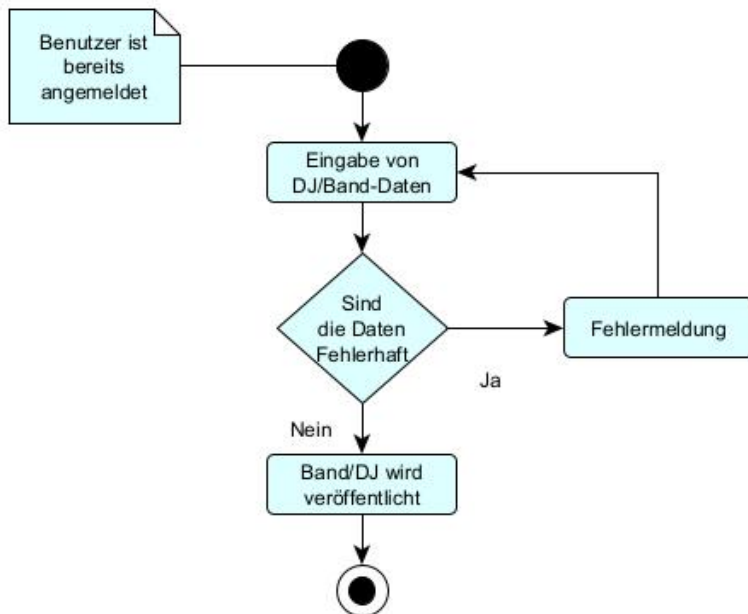 Benutzer ist
bereits
angemeldet
Eingabe von
DJ/Band-Daten
Sind
die Daten
Fehlerhaft
Fehlermeldung
Ja
Nein
Band/DJ wird
veröffentlicht